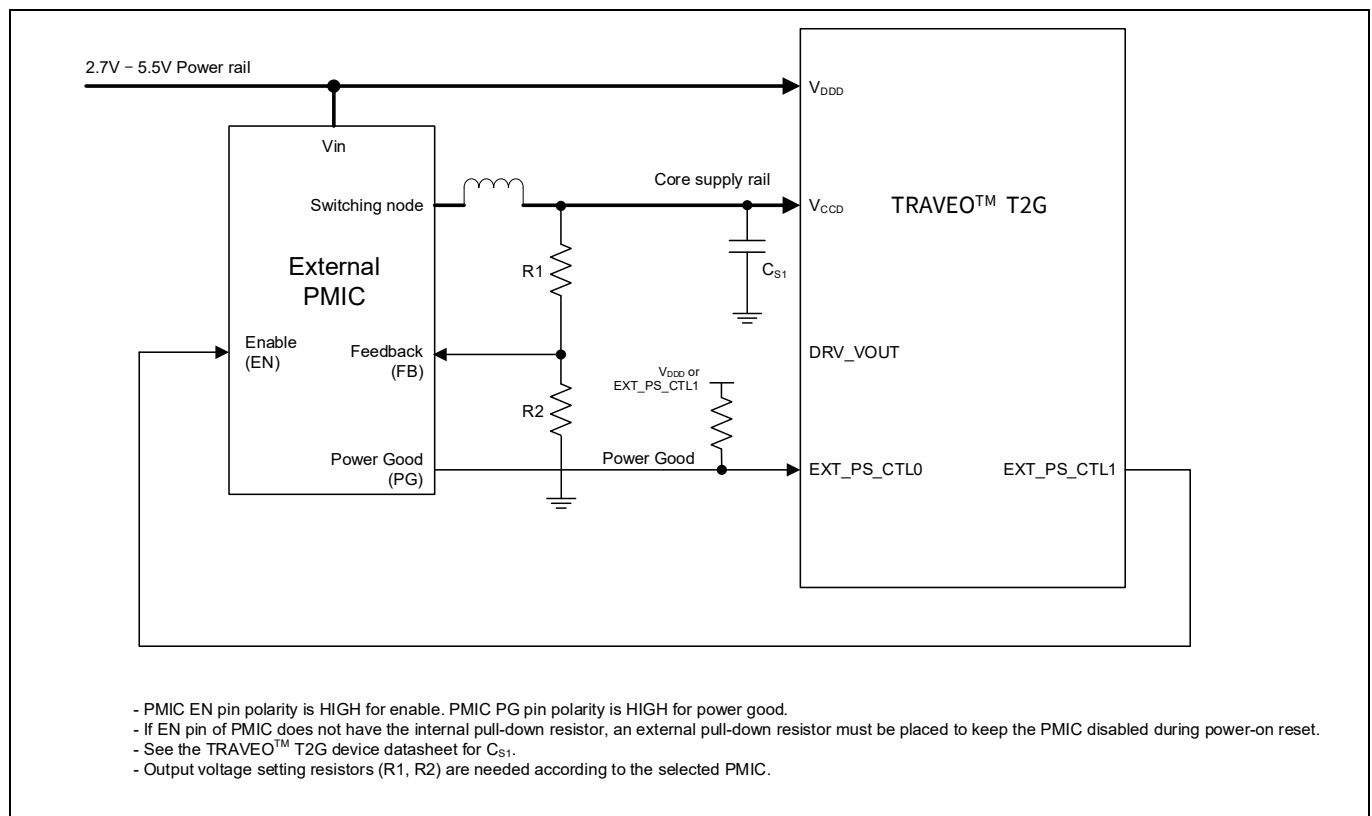 2.7V – 5.5V Power rail
VDDD
Vin
Core supply rail
Switching node
VCCD
TRAVEO™ T2G
External
PMIC
R1
CS1
Enable
(EN)
Feedback
(FB)
DRV_VOUT
VDDD or
EXT_PS_CTL1
R2
Power Good
(PG)
Power Good
EXT_PS_CTL0
EXT_PS_CTL1
- PMIC EN pin polarity is HIGH for enable. PMIC PG pin polarity is HIGH for power good.
- If EN pin of PMIC does not have the internal pull-down resistor, an external pull-down resistor must be placed to keep the PMIC disabled during power-on reset.
- See the TRAVEO™ T2G device datasheet for CS1.
- Output voltage setting resistors (R1, R2) are needed according to the selected PMIC.